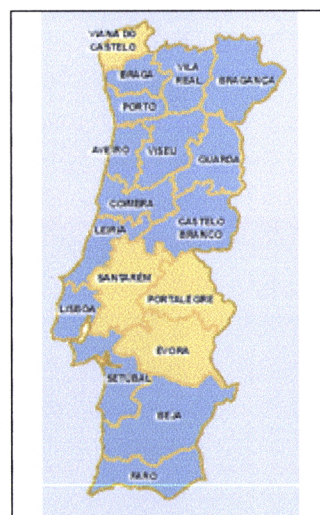 VIANA DO
CASTELO
BRAGA
VILA
REAL
BRAGANÇA
PORTO
AVEIRO
VISEU
GUARDA
COIMBRA
LEIRIA
CASTELO
BRANCO
SANTARÉM
PORTALEGRE
LISBOA
ÉVORA
SETUBAL
BEJA
FARO